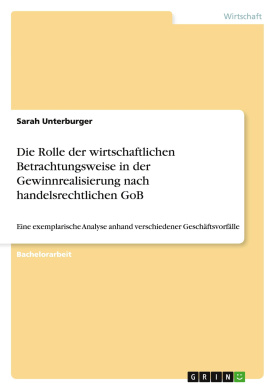 Wirtschaft
Sarah Unterburger
Die Rolle der wirtschaftlichen
Betrachtungsweise in der
Gewinnrealisierung nach
handelsrechtlichen GoB
Eine exemplarische Analyse anhand verschiedener Geschäftsvorfälle
Bachelorarbeit
GRIN